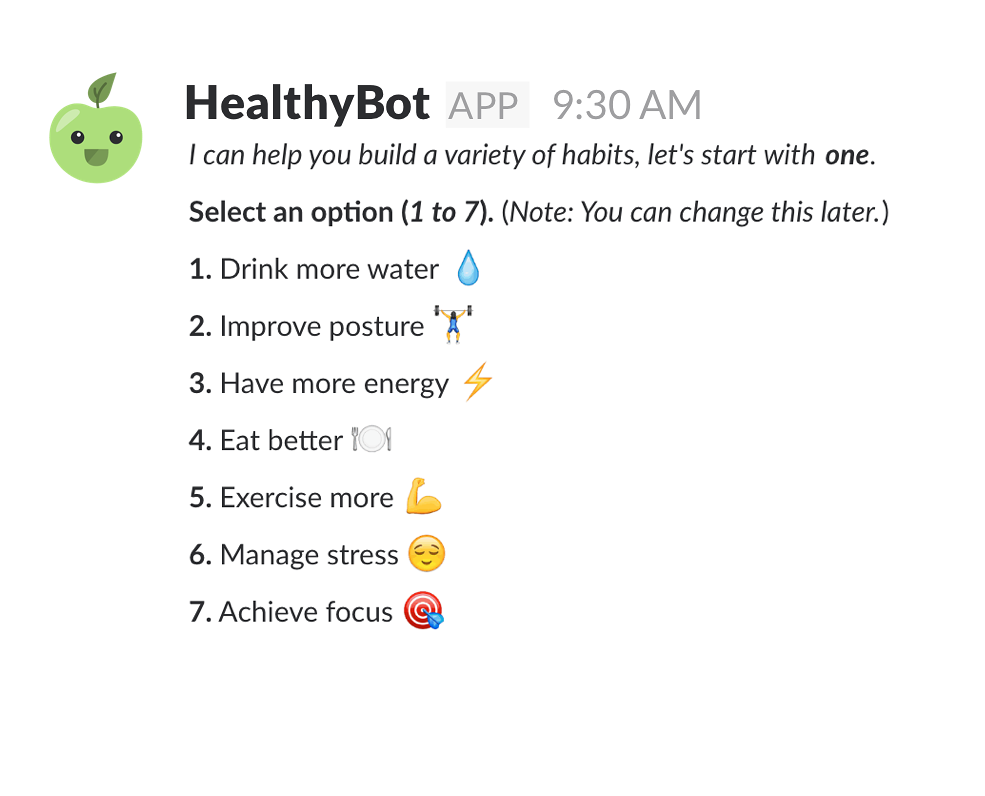 HealthyBot APP 9:30 AM
I can help you build a variety of habits, let's start with one.
Select an option (1 to 7). (Note: You can change this later.)
1. Drink more water
2. Improve posture
3. Have more energy
4. Eat better
5. Exercise more
6. Manage stress
7. Achieve focus